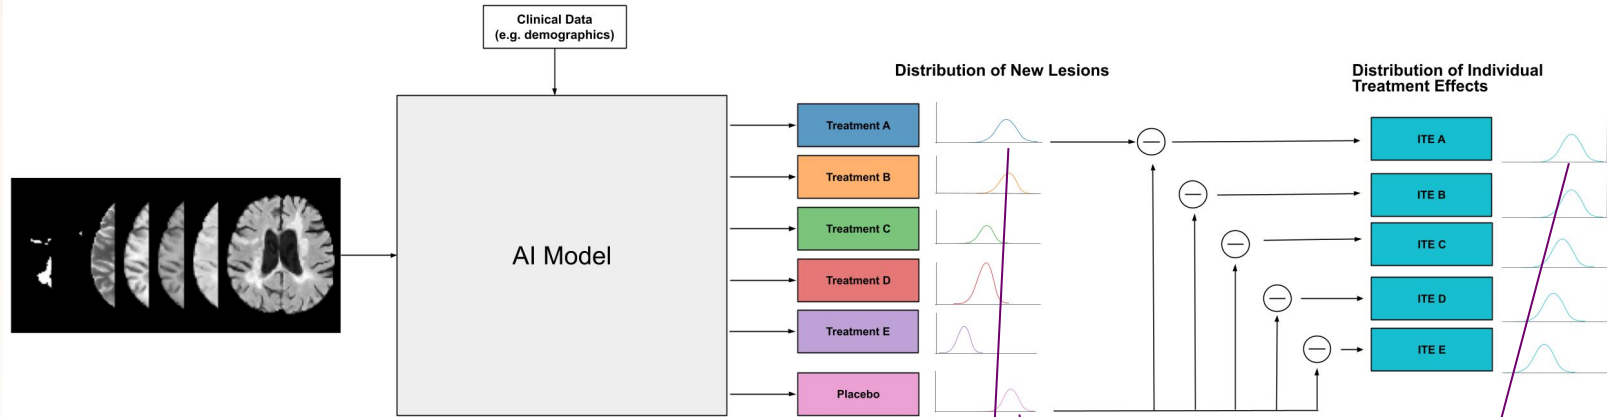 Clinical Data
(e.g. demographics)
Distribution of New Lesions
Distribution of Individual
Treatment Effects
AI Model
Treatment A
Treatment B
Treatment C
Treatment D
Treatment E
Placebo
ITE A
ITE B
ITE C
ITE D
ITE E